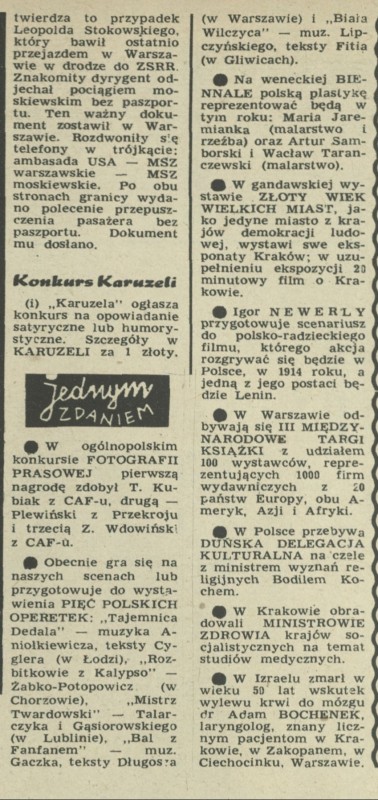 twierdza to przypadek
Leopolda Stokowskiego,
który bawił ostatnio
przejazdem w Warsza-
wie w drodze do ZSRR.
Znakomity dyrygent od-
jechał pociągiem mo-
skiewskim bez paszpor-
tu. Ten ważny doku-
ment zostawił w War-
szawie. Rozdwoniły się
telefony w trójkącie:
ambasada USA — MSZ
warszawskie — MSZ
moskiewskie. Po obu
stronach granicy wyda-
no polecenie przepusz-
czenia pasażera bez
paszportu. Dokument
mu dosłano.
Konkurs Karuzeli
(i) „Karuzela" ogłasza
konkurs na opowiadanie
satyryczne lub humory-
styczne. Szczegóły w
KARUZELI za 1 złoty.
jednym
ZDANIEM
● W ogólnopolskim
konkursie FOTOGRAFII
PRASOWEJ pierwszą
nagrodę zdobył T. Ku-
biak z CAF-u, drugą —
Plewiński z Przekroju
i trzecią Z. Wdowiński
z CAF-u.
● Obecnie gra się na
naszych scenach lub
przygotowuje do wysta-
wienia PIĘĆ POLSKICH
OPERETEK: „Tajemnica
Dedala" — muzyka A-
niołkiewicza, teksty Cy-
glera (w Łodzi), „Roz-
bitkowie z Kalypso" —
Żabko-Potopowicz (w
Chorzowie), „Mistrz
Twardowski" — Talar-
czyka i Gąsiorowskiego
(w Lublinie), „Bal z
Fanfanem" — muz.
Gaczka, teksty Długosza
(w Warszawie) i „Biała
Wilczyca" — muz. Lip-
czyńskiego, teksty Fitia
(w Gliwicach).
● Na weneckiej BIE-
NNALE polską plastykę
reprezentować będą w
tym roku: Maria Jare-
mianka (malarstwo i
rzeźba) oraz Artur Sam-
borski i Wacław Taran-
czewski (malarstwo).
● W gandawskiej wy-
stawie ZŁOTY WIEK
WIELKICH MIAST, ja-
ko jedyne miasto z kra-
jów demokracji ludo-
wej, wystawi swe eks-
ponaty Kraków; w uzu-
pełnieniu ekspozycji 20
minutowy film o Kra-
kowie.
● Igor NEWERLY
przygotowuje scenariusz
do polsko-radzieckiego
filmu, którego akcja
rozgrywać się będzie w
Polsce, w 1914 roku, a
jedną z jego postaci bę-
dzie Lenin.
● W Warszawie od-
bywają się III MIĘDZY-
NARODOWE TARGI
KSIĄŻKI z udziałem
100 wystawców, repre-
zentujących 1000 firm
wydawniczych z 20
państw Europy, obu A-
meryk, Azji i Afryki.
● W Polsce przebywa
DUŃSKA DELEGACJA
KULTURALNA na czele
z ministrem wyznań re-
ligijnych Bodilem Ko-
chem.
● W Krakowie obra-
dowali MINISTROWIE
ZDROWIA krajów so-
cjalistycznych na temat
studiów medycznych.
● W Izraelu zmarł w
wieku 50 lat wskutek
wylewu krwi do mózgu
dr Adam BOCHENEK,
laryngolog, znany licz-
nym pacjentom w Kra-
kowie, w Zakopanem, w
Ciechocinku, Warszawie.